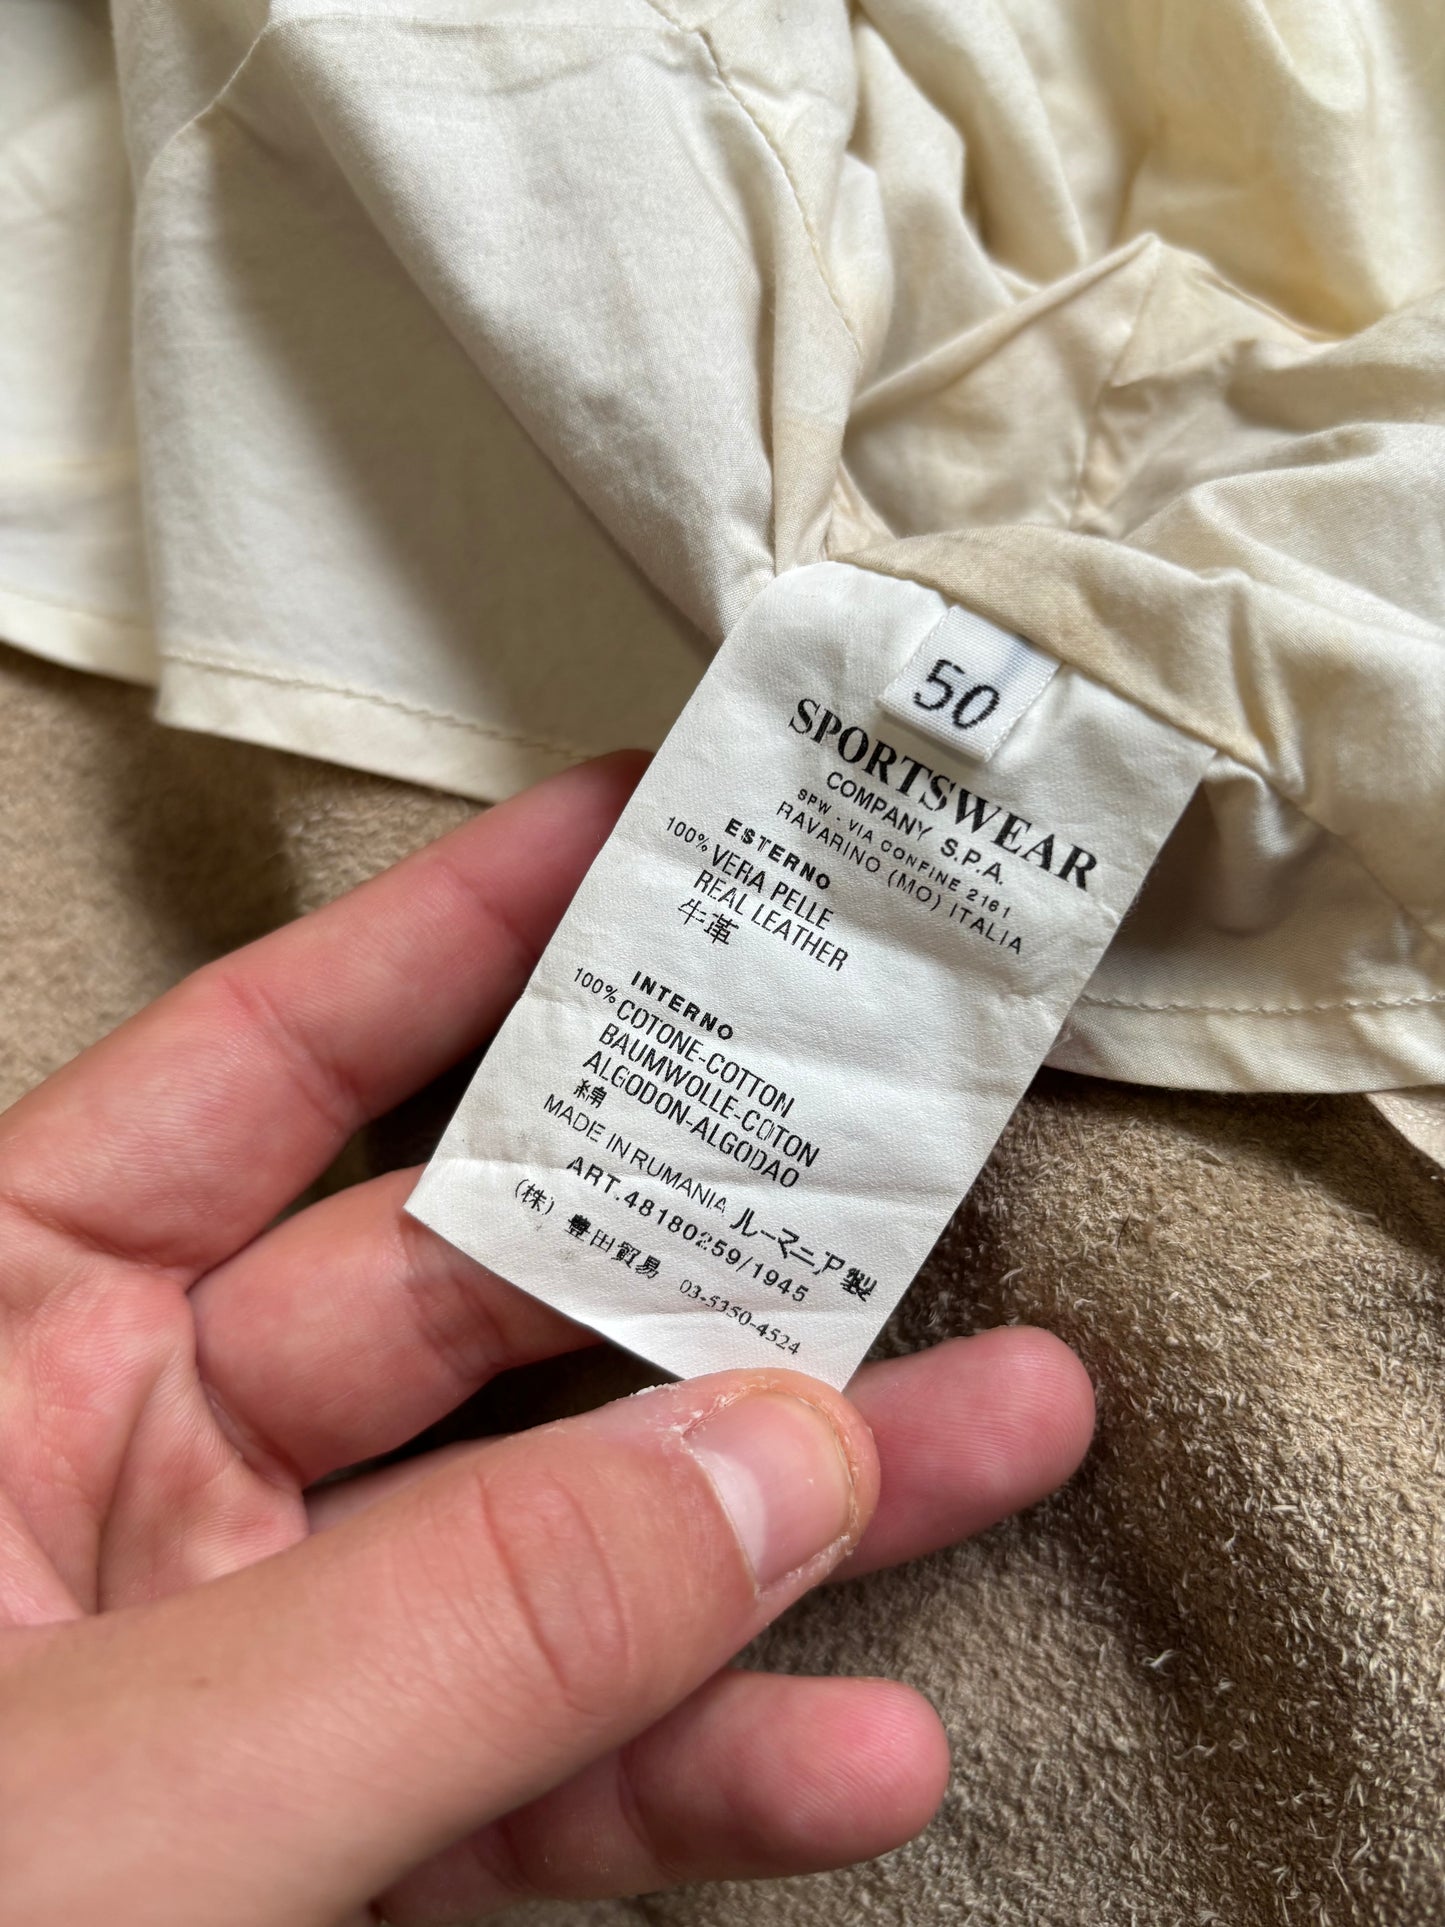 50
SPORTSWEAR
COMPANY S.P.A.
SPW - VIA CONFINE 2161
RAVARINO (MO) ITALIA
ESTERNO
100% VERA PELLE
REAL LEATHER
牛革
INTERNO
100% COTONE-COTTON
BAUMWOLLE-COTON
ALGODON-ALGODAO
綿
MADE IN RUMANIA ルーマニア製
ART.48180259/1945
(株) 豊田貿易 03-5350-4524